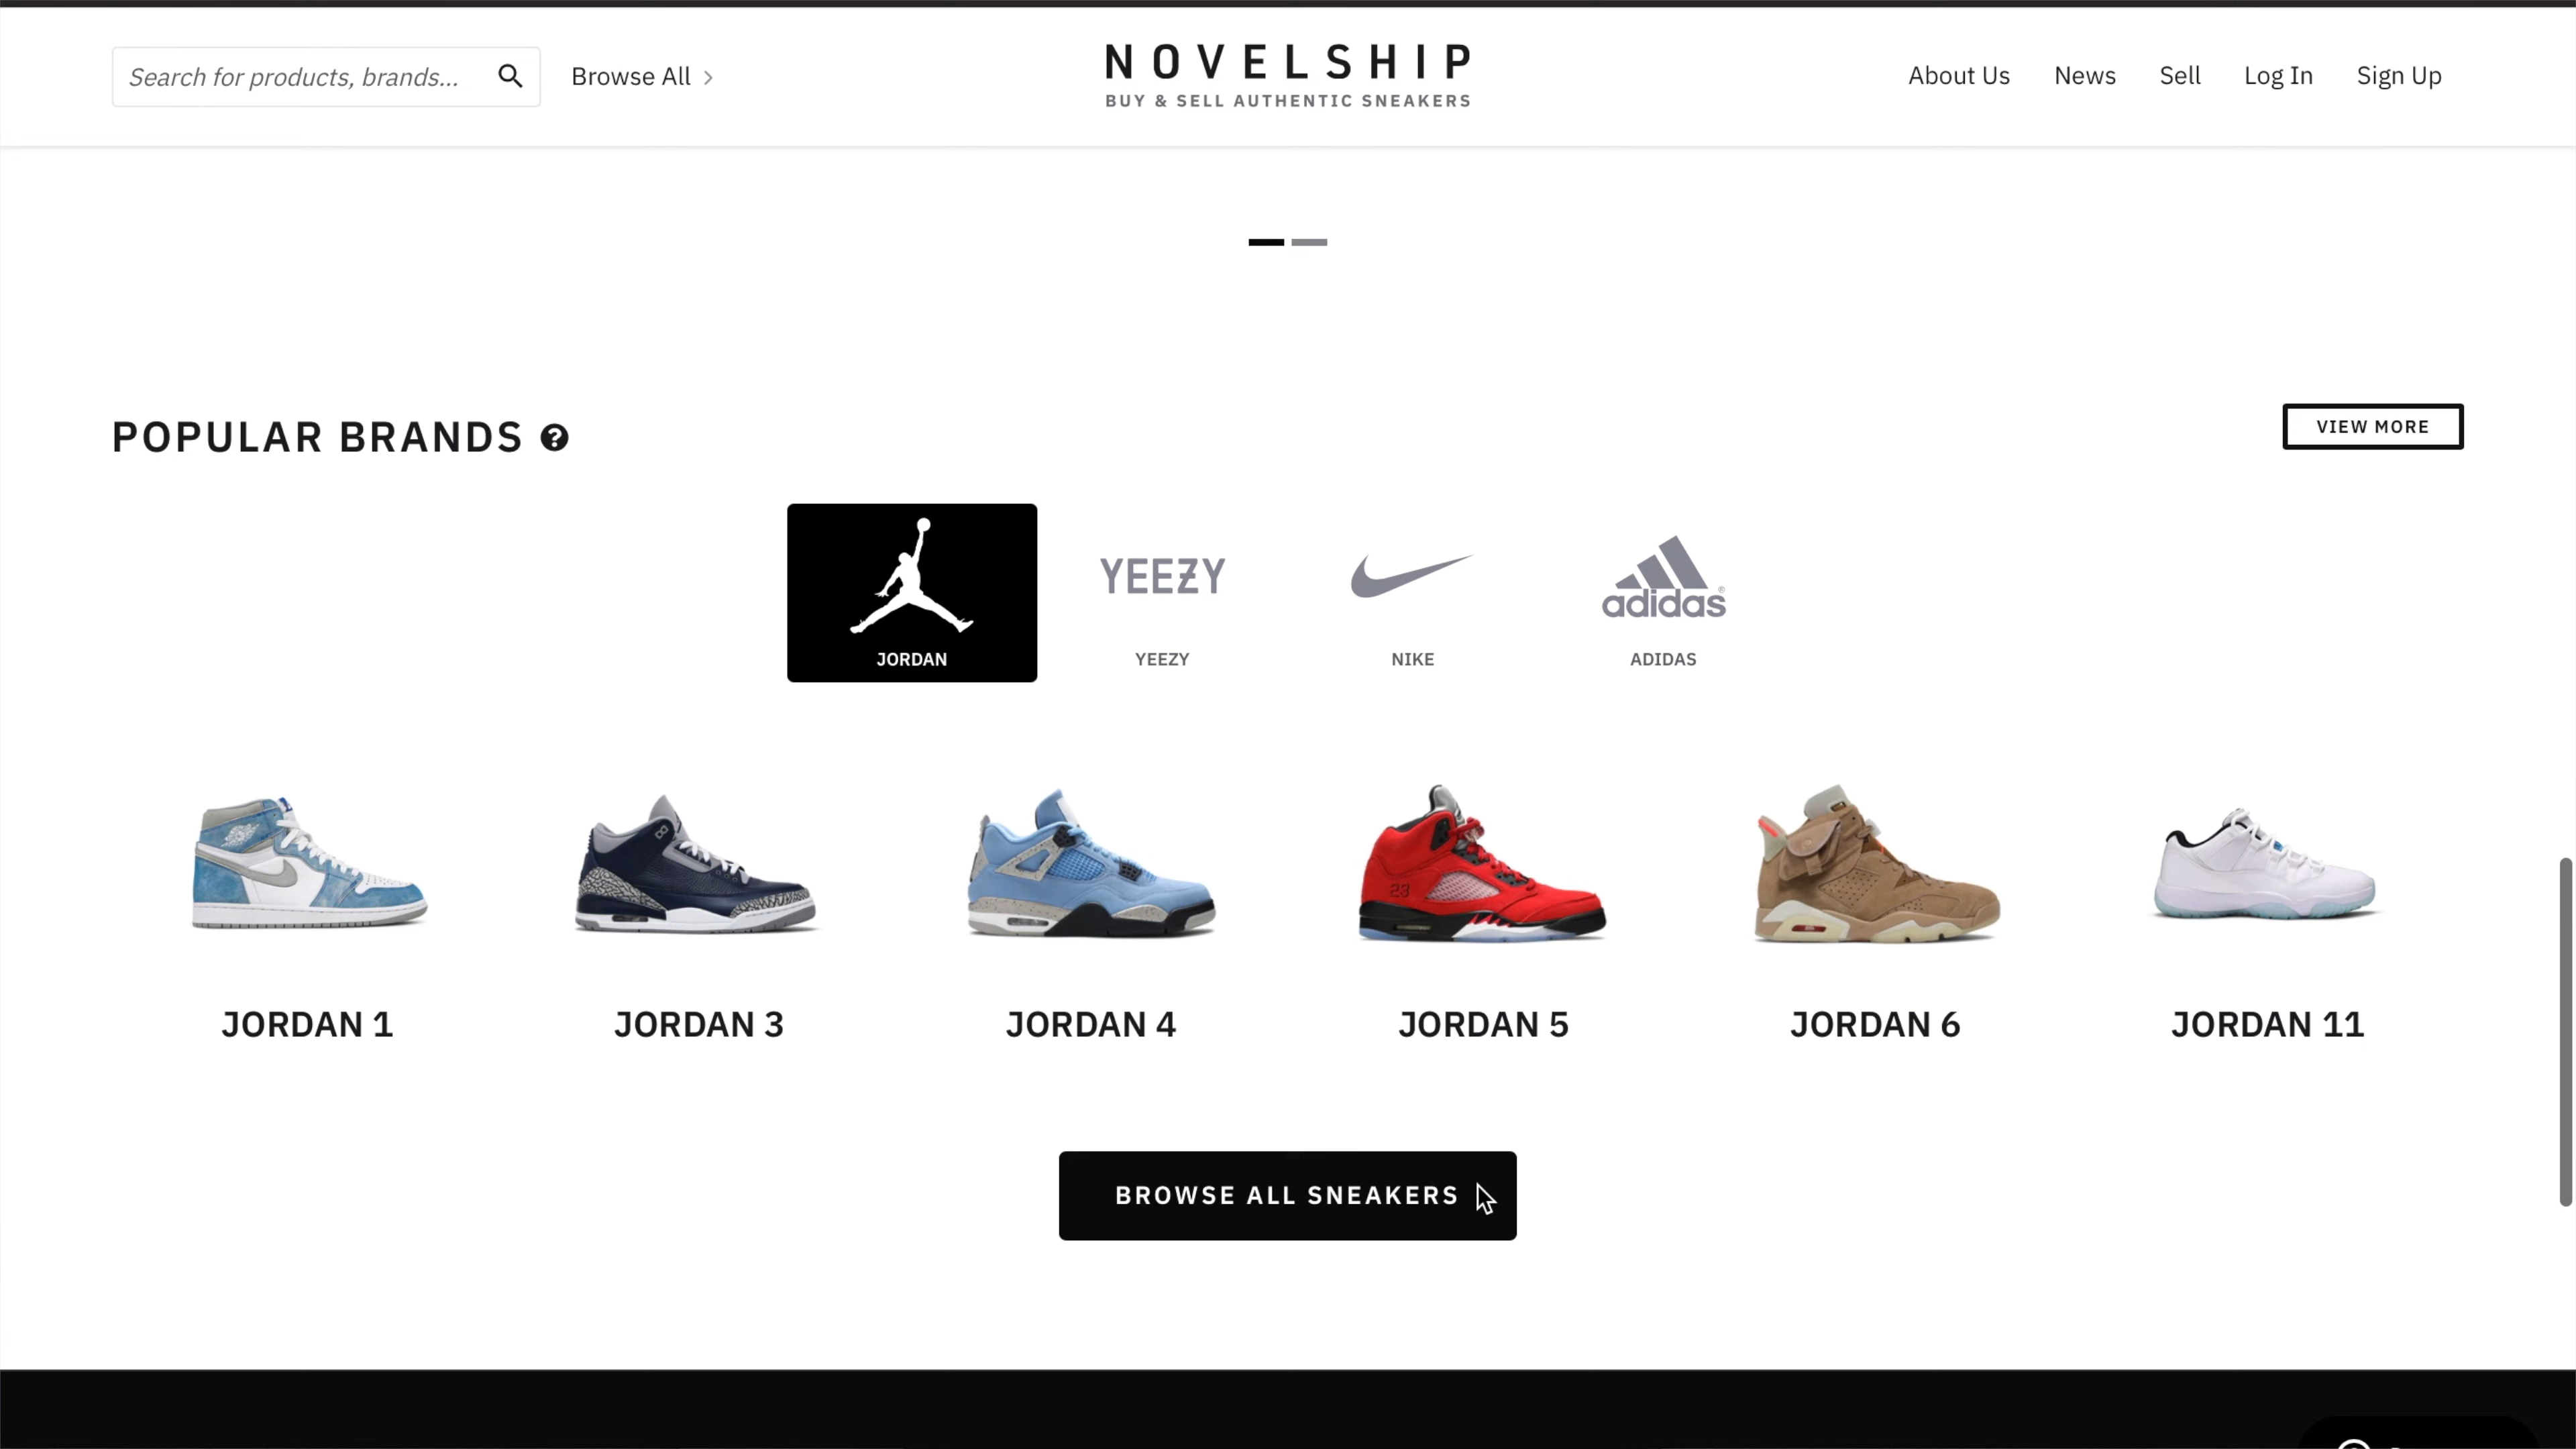 Search for products, brands...
Browse All
NOVELSHIP
BUY & SELL AUTHENTIC SNEAKERS
About Us
News
Sell
Log In
Sign Up
POPULAR BRANDS ?
VIEW MORE
JORDAN
YEEZY
YEEZY
NIKE
adidas®
ADIDAS
23
JORDAN 1
JORDAN 3
JORDAN 4
JORDAN 5
JORDAN 6
JORDAN 11
BROWSE ALL SNEAKERS